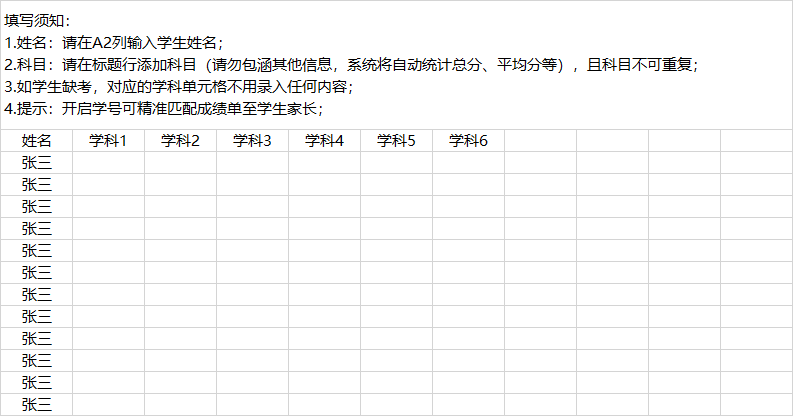 填写须知：
1.姓名：请在A2列输入学生姓名；
2.科目：请在标题行添加科目（请勿包涵其他信息，系统将自动统计总分、平均分等），且科目不可重复；
3.如学生缺考，对应的学科单元格不用录入任何内容；
4.提示：开启学号可精准匹配成绩单至学生家长；
姓名 学科1 学科2 学科3 学科4 学科5 学科6
张三
张三
张三
张三
张三
张三
张三
张三
张三
张三
张三
张三